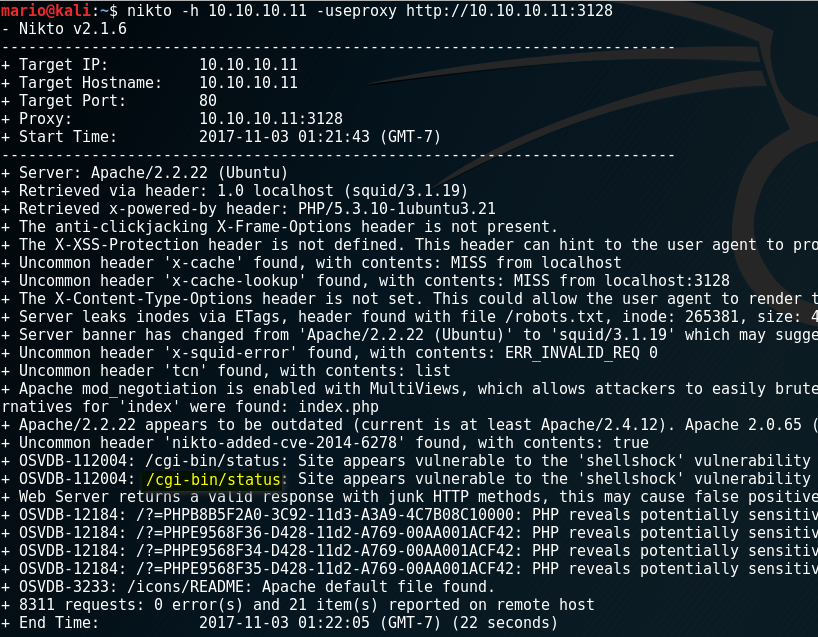 mario@kali:~$ nikto -h 10.10.10.11 -useproxy http://10.10.10.11:3128
- Nikto v2.1.6
---------------------------------------------------------------------------
+ Target IP:          10.10.10.11
+ Target Hostname:    10.10.10.11
+ Target Port:        80
+ Proxy:              10.10.10.11:3128
+ Start Time:         2017-11-03 01:21:43 (GMT-7)
---------------------------------------------------------------------------
+ Server: Apache/2.2.22 (Ubuntu)
+ Retrieved via header: 1.0 localhost (squid/3.1.19)
+ Retrieved x-powered-by header: PHP/5.3.10-1ubuntu3.21
+ The anti-clickjacking X-Frame-Options header is not present.
+ The X-XSS-Protection header is not defined. This header can hint to the user agent to pro
+ Uncommon header 'x-cache' found, with contents: MISS from localhost
+ Uncommon header 'x-cache-lookup' found, with contents: MISS from localhost:3128
+ The X-Content-Type-Options header is not set. This could allow the user agent to render t
+ Server leaks inodes via ETags, header found with file /robots.txt, inode: 265381, size: 4
+ Server banner has changed from 'Apache/2.2.22 (Ubuntu)' to 'squid/3.1.19' which may sugge
+ Uncommon header 'x-squid-error' found, with contents: ERR_INVALID_REQ 0
+ Uncommon header 'tcn' found, with contents: list
+ Apache mod_negotiation is enabled with MultiViews, which allows attackers to easily brute
rnatives for 'index' were found: index.php
+ Apache/2.2.22 appears to be outdated (current is at least Apache/2.4.12). Apache 2.0.65 (
+ Uncommon header 'nikto-added-cve-2014-6278' found, with contents: true
+ OSVDB-112004: /cgi-bin/status: Site appears vulnerable to the 'shellshock' vulnerability
+ OSVDB-112004: /cgi-bin/status: Site appears vulnerable to the 'shellshock' vulnerability
+ Web Server returns a valid response with junk HTTP methods, this may cause false positive
+ OSVDB-12184: /?=PHPB8B5F2A0-3C92-11d3-A3A9-4C7B08C10000: PHP reveals potentially sensitiv
+ OSVDB-12184: /?=PHPE9568F36-D428-11d2-A769-00AA001ACF42: PHP reveals potentially sensitiv
+ OSVDB-12184: /?=PHPE9568F34-D428-11d2-A769-00AA001ACF42: PHP reveals potentially sensitiv
+ OSVDB-12184: /?=PHPE9568F35-D428-11d2-A769-00AA001ACF42: PHP reveals potentially sensitiv
+ OSVDB-3233: /icons/README: Apache default file found.
+ 8311 requests: 0 error(s) and 21 item(s) reported on remote host
+ End Time:           2017-11-03 01:22:05 (GMT-7) (22 seconds)